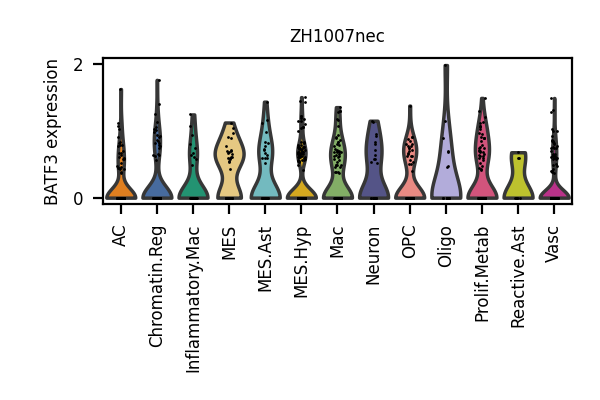 ZH1007nec
BATF3 expression
2
0
AC
Chromatin.Reg
Inflammatory.Mac
MES
MES.Ast
MES.Hyp
Mac
Neuron
OPC
Oligo
Prolif.Metab
Reactive.Ast
Vasc